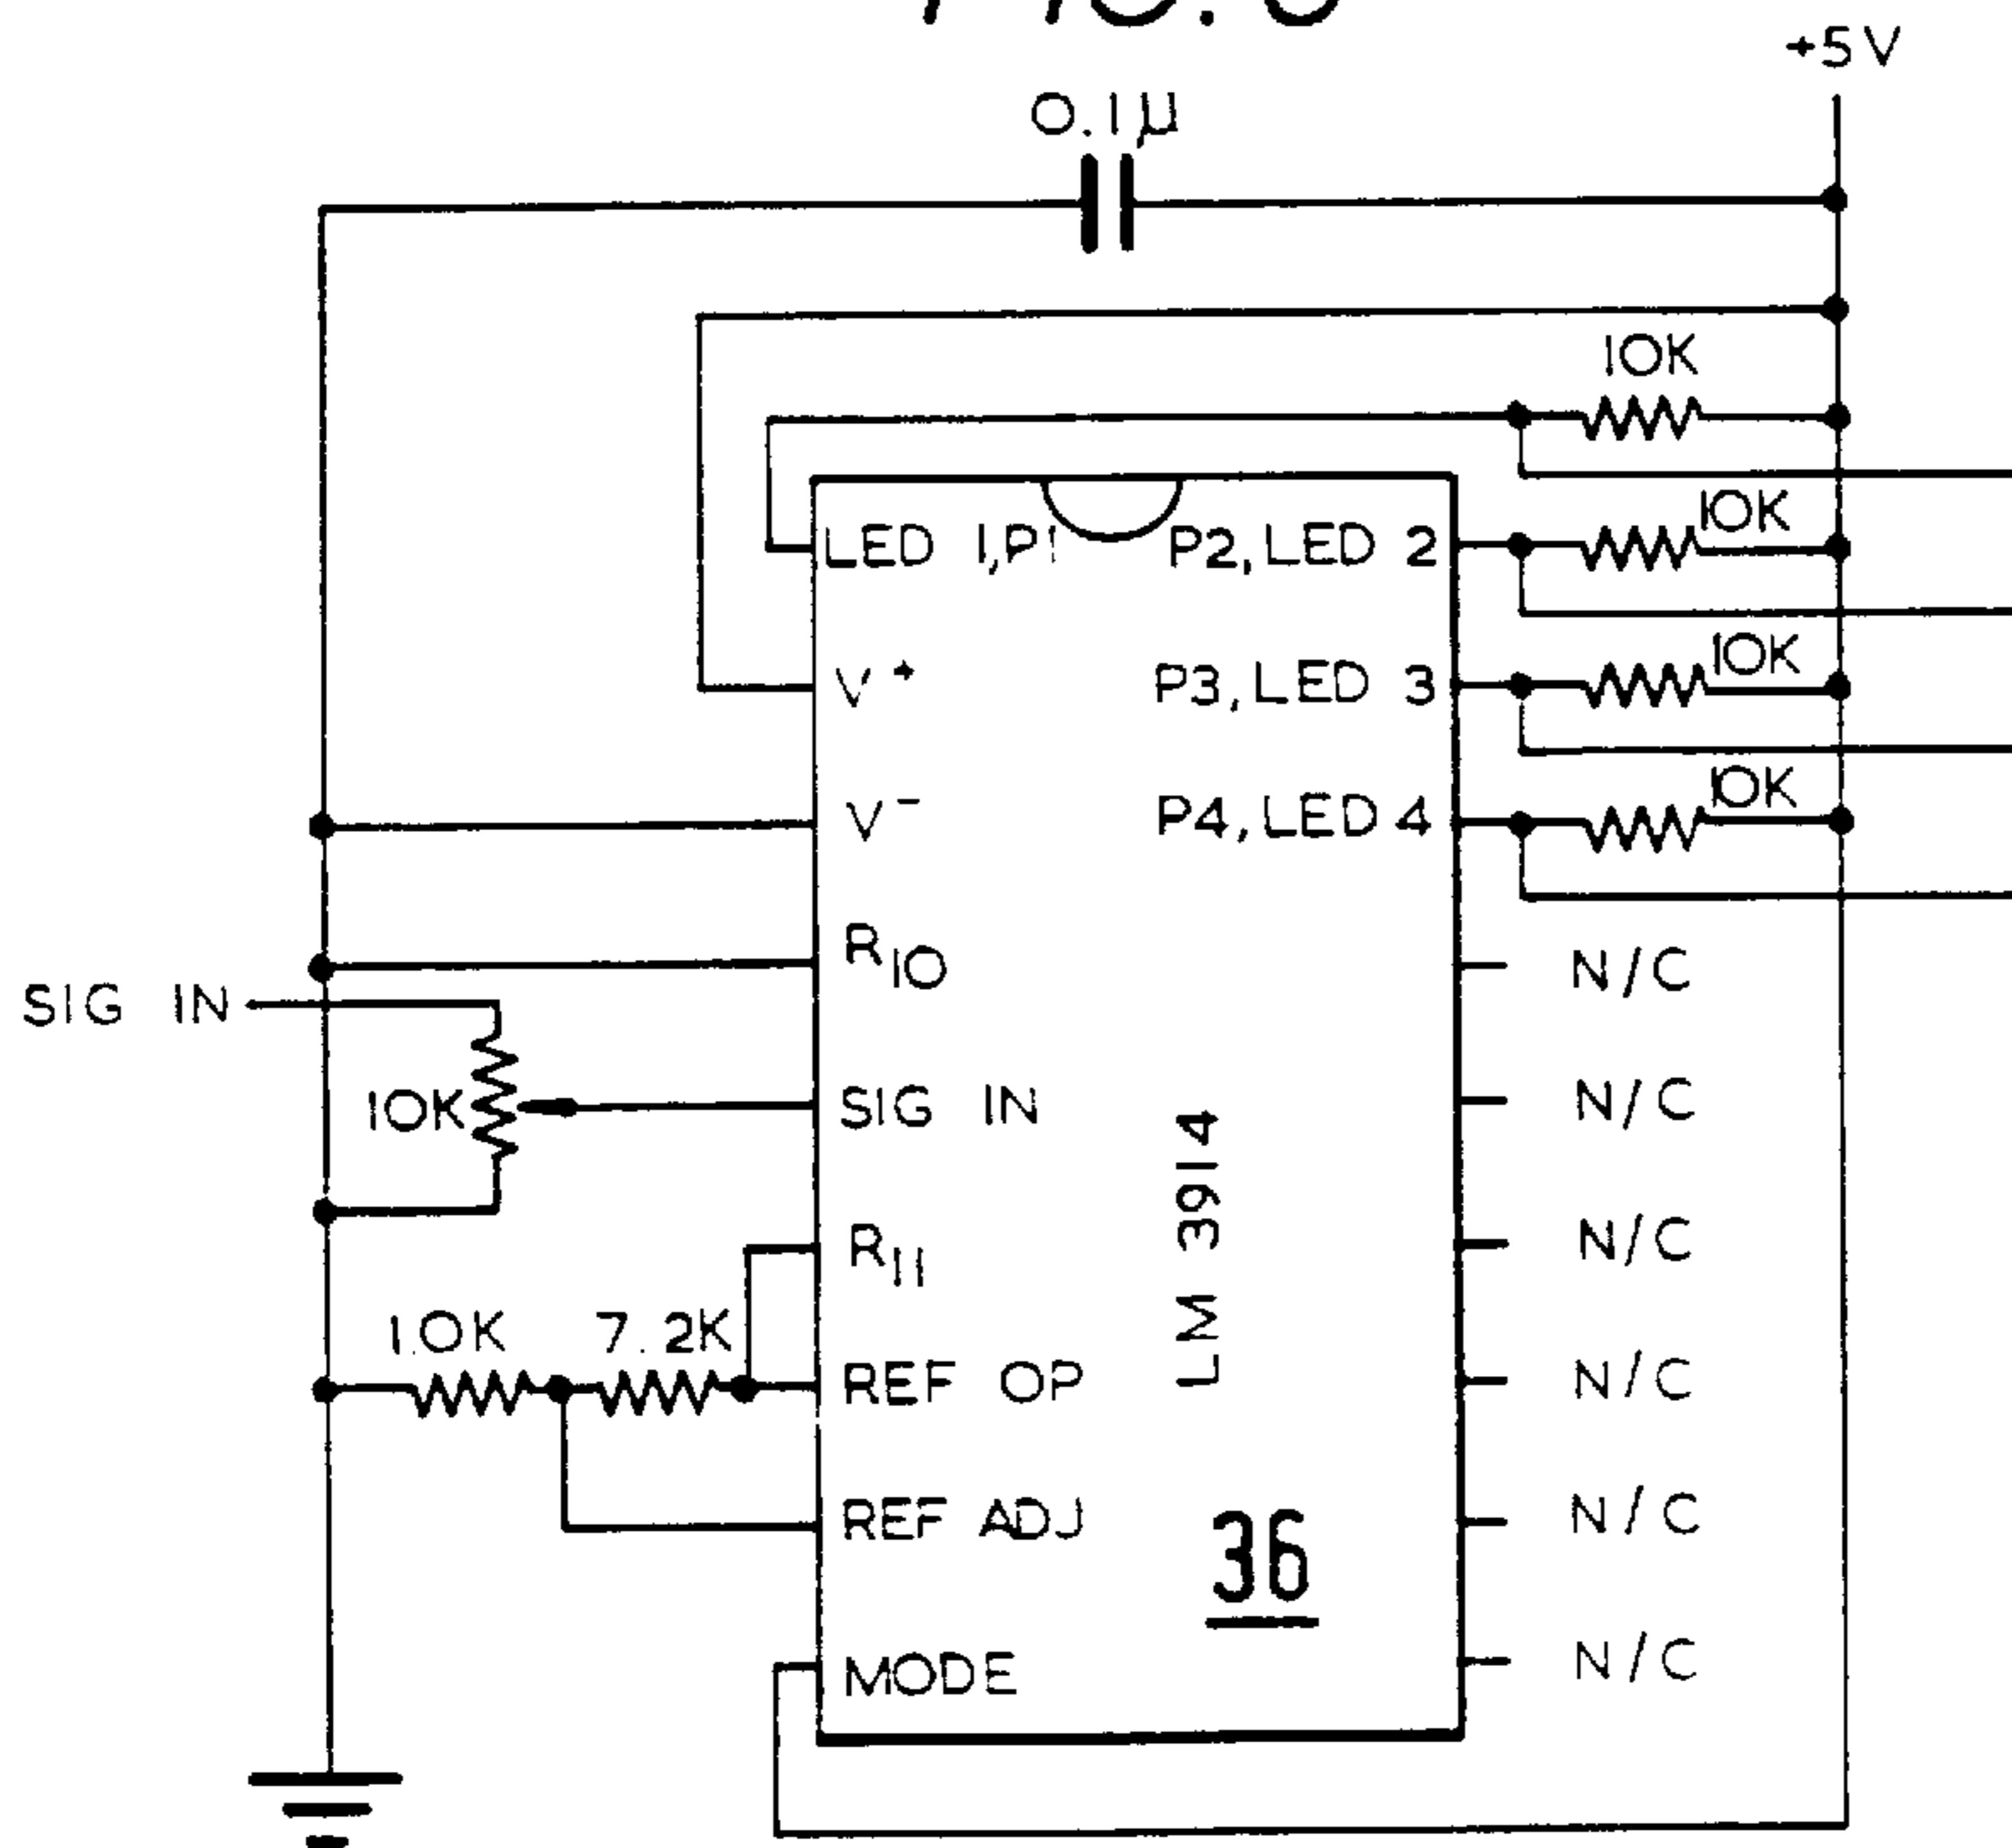 +5V
0.1µ
10K
LED 1,P1
P2,LED 2
10K
V+
P3,LED 3
10K
V-
P4,LED 4
10K
R10
N/C
SIG IN
10K
SIG IN
N/C
R11
N/C
1.0K
7.2K
REF OP
N/C
LM 3914
REF ADJ
N/C
36
MODE
N/C